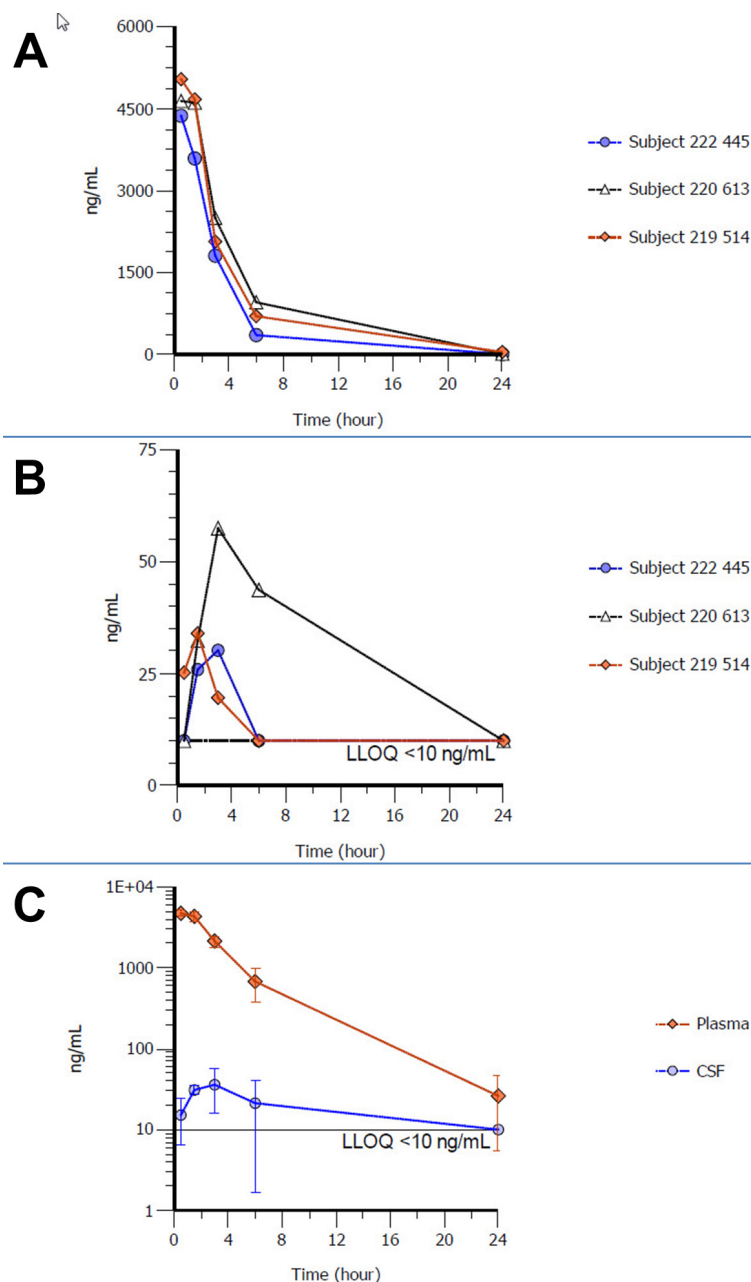 A
6000
4500
3000
1500
0
ng/mL
0 4 8 12 16 20 24
Time (hour)
Subject 222 445
Subject 220 613
Subject 219 514
B
75
50
25
0
ng/mL
LLOQ <10 ng/mL
0 4 8 12 16 20 24
Time (hour)
Subject 222 445
Subject 220 613
Subject 219 514
C
1E+04
1000
100
10
1
ng/mL
LLOQ <10 ng/mL
0 4 8 12 16 20 24
Time (hour)
Plasma
CSF